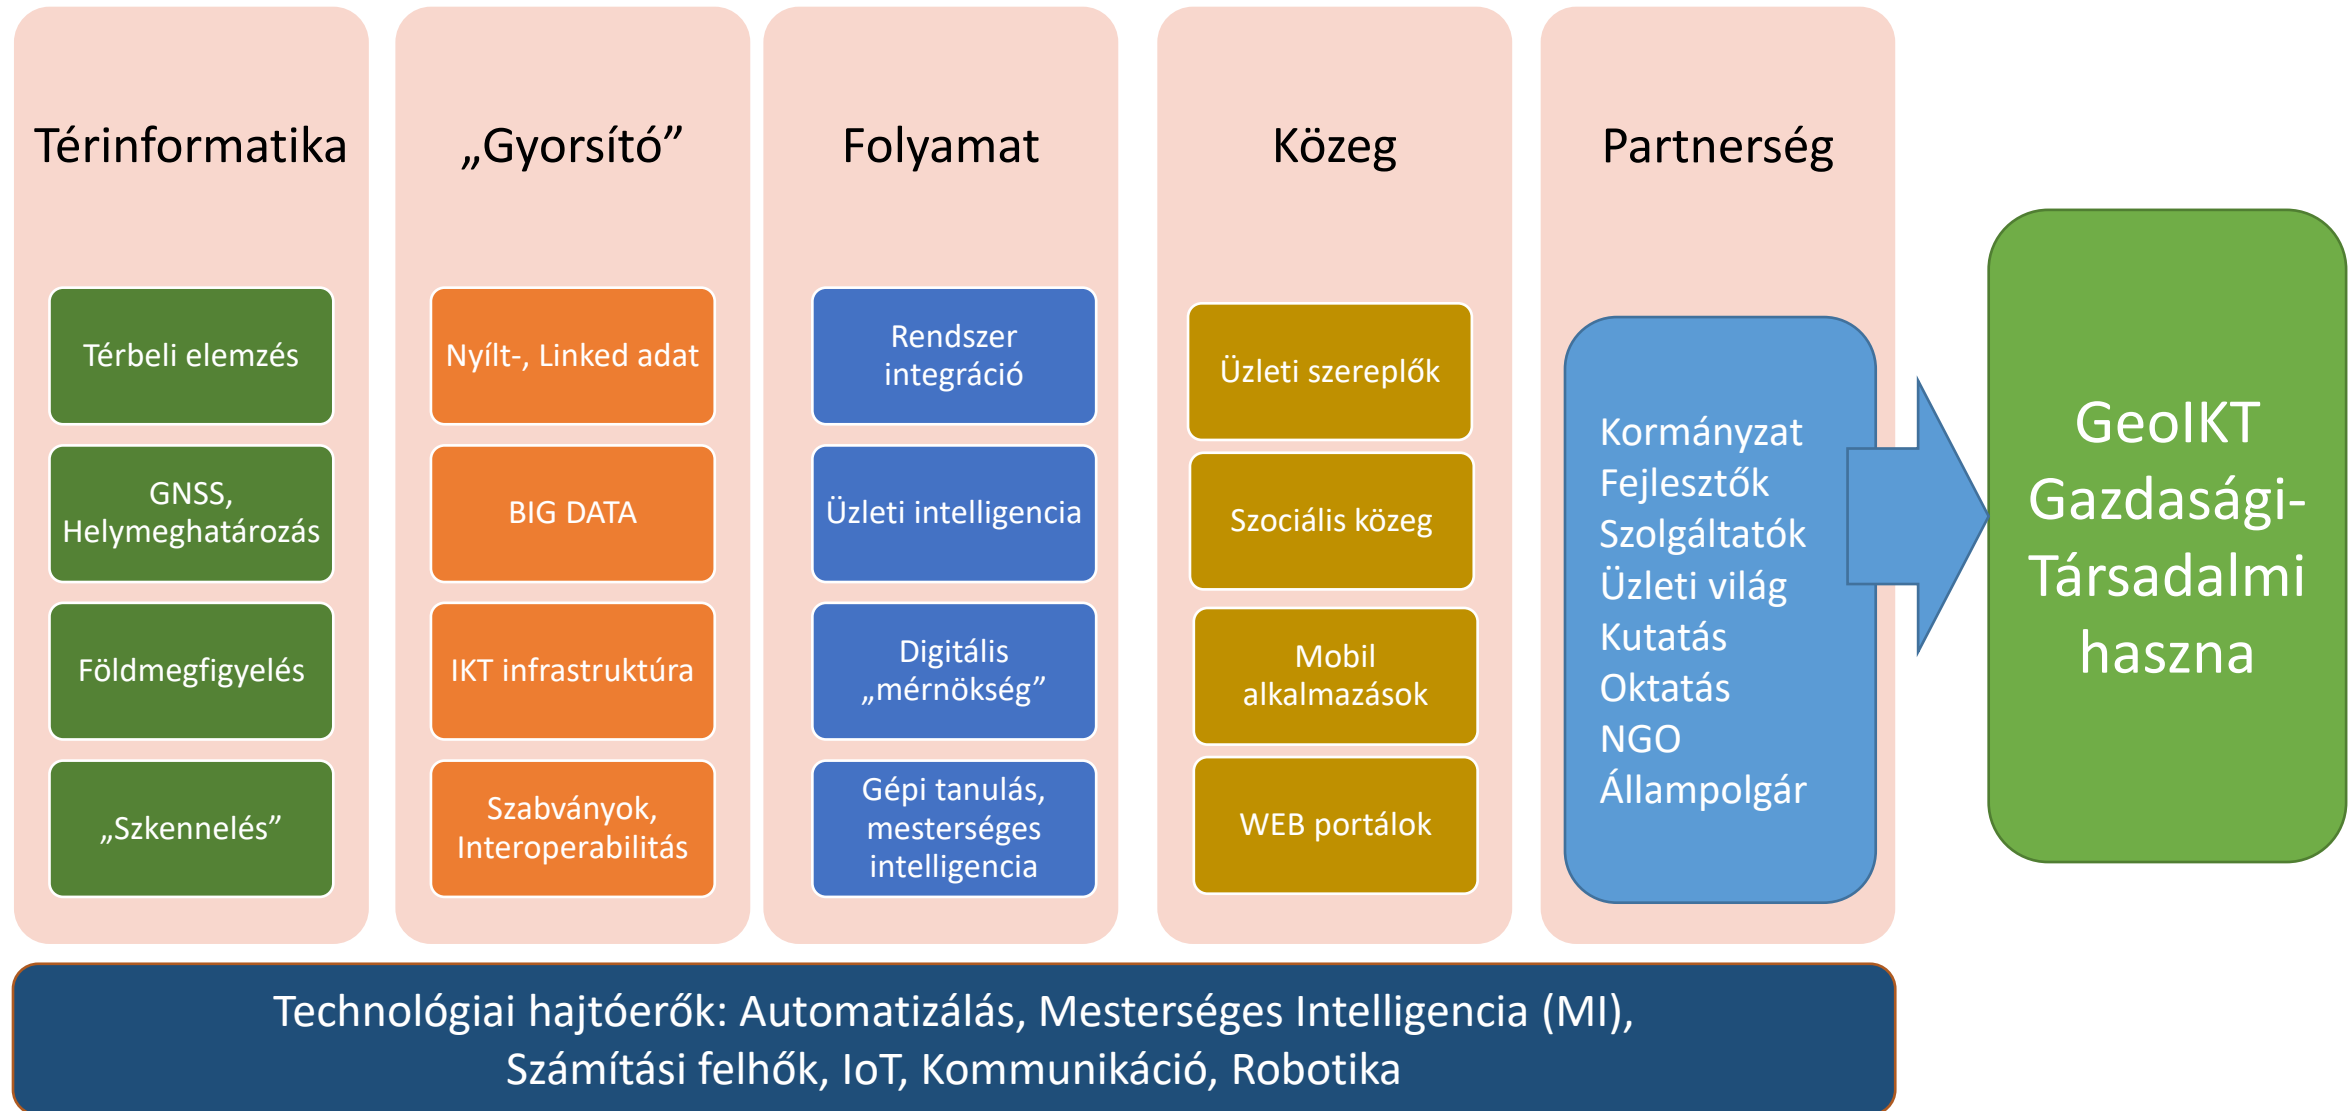 Térinformatika
Térbeli elemzés
GNSS,
Helymeghatározás
Földmegfigyelés
„Szkennelés”
„Gyorsító”
Nyílt-, Linked adat
BIG DATA
IKT infrastruktúra
Szabványok,
Interoperabilitás
Folyamat
Rendszer
integráció
Üzleti intelligencia
Digitális
„mérnökség”
Gépi tanulás,
mesterséges
intelligencia
Közeg
Üzleti szereplők
Szociális közeg
Mobil
alkalmazások
WEB portálok
Partnerség
Kormányzat
Fejlesztők
Szolgáltatók
Üzleti világ
Kutatás
Oktatás
NGO
Állampolgár
GeoIKT
Gazdasági-
Társadalmi
haszna
Technológiai hajtóerők: Automatizálás, Mesterséges Intelligencia (MI),
Számítási felhők, IoT, Kommunikáció, Robotika